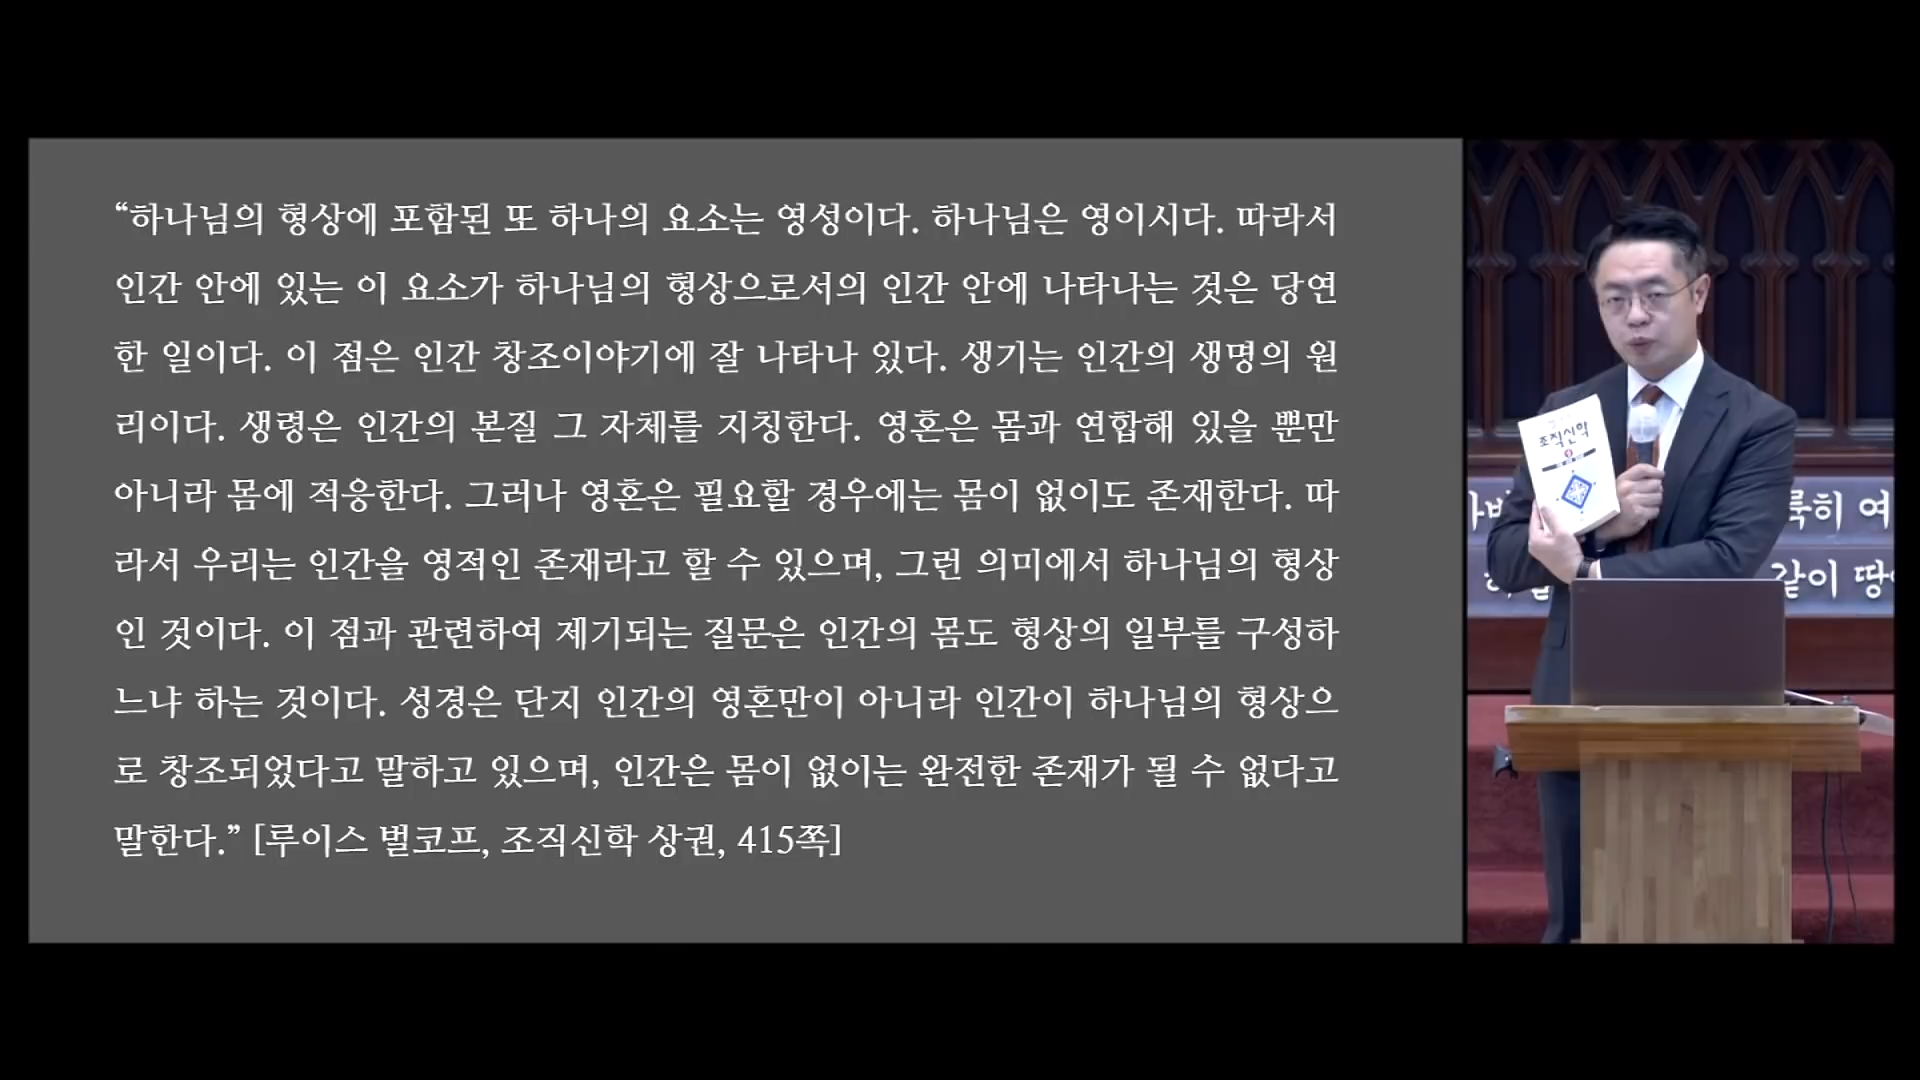 “하나님의 형상에 포함된 또 하나의 요소는 영성이다. 하나님은 영이시다. 따라서
인간 안에 있는 이 요소가 하나님의 형상으로서의 인간 안에 나타나는 것은 당연
한 일이다. 이 점은 인간 창조이야기에 잘 나타나 있다. 생기는 인간의 생명의 원
리이다. 생령은 인간의 본질 그 자체를 지칭한다. 영혼은 몸과 연합해 있을 뿐만
아니라 몸에 적응한다. 그러나 영혼은 필요할 경우에는 몸이 없이도 존재한다. 따
라서 우리는 인간을 영적인 존재라고 할 수 있으며, 그런 의미에서 하나님의 형상
인 것이다. 이 점과 관련하여 제기되는 질문은 인간의 몸도 형상의 일부를 구성하
느냐 하는 것이다. 성경은 단지 인간의 영혼만이 아니라 인간이 하나님의 형상으
로 창조되었다고 말하고 있으며, 인간은 몸이 없이는 완전한 존재가 될 수 없다고
말한다.” [루이스 벌코프, 조직신학 상권, 415쪽]
조직신학
룩히 여
같이 땅